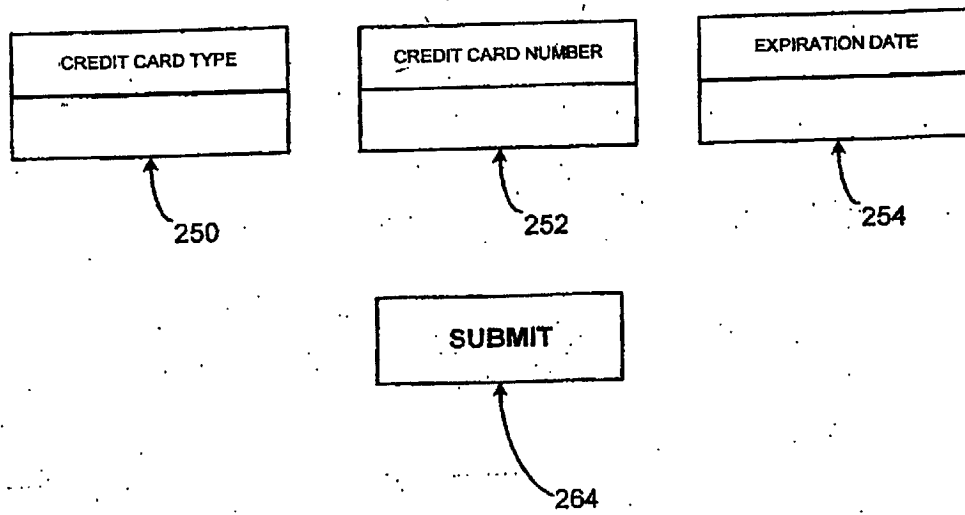 CREDIT CARD TYPE
CREDIT CARD NUMBER
EXPIRATION DATE
250
252
254
SUBMIT
264